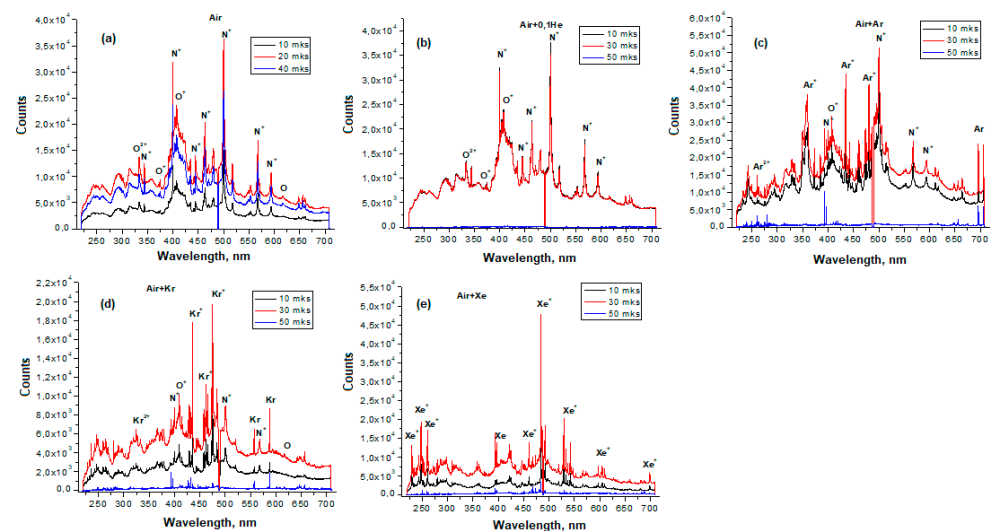 Air
(a)
10 mks
20 mks
40 mks
4,0x10⁴
3,5x10⁴
3,0x10⁴
2,5x10⁴
2,0x10⁴
1,5x10⁴
1,0x10⁴
5,0x10³
0,0
Counts
N⁺
N⁺
O⁺
N⁺
N⁺
O²⁺
N⁺
O⁺
N⁺
N⁺
O
250 300 350 400 450 500 550 600 650 700
Wavelength, nm
Air+0,1He
(b)
10 mks
30 mks
50 mks
4,0x10⁴
3,5x10⁴
3,0x10⁴
2,5x10⁴
2,0x10⁴
1,5x10⁴
1,0x10⁴
5,0x10³
0,0
N⁺
N⁺
O⁺
N⁺
N⁺
O²⁺
O⁺
N⁺
N⁺
250 300 350 400 450 500 550 600 650 700
Wavelength, nm
Air+Ar
(c)
10 mks
30 mks
50 mks
6,0x10⁴
5,5x10⁴
5,0x10⁴
4,5x10⁴
4,0x10⁴
3,5x10⁴
3,0x10⁴
2,5x10⁴
2,0x10⁴
1,5x10⁴
1,0x10⁴
5,0x10³
0,0
Counts
N⁺
Ar⁺
Ar⁺
Ar⁺
O⁺
N⁺
N⁺
N⁺
Ar
Ar²⁺
250 300 350 400 450 500 550 600 650 700
Wavelength, nm
Air+Kr
(d)
10 mks
30 mks
50 mks
2,2x10⁴
2,0x10⁴
1,8x10⁴
1,6x10⁴
1,4x10⁴
1,2x10⁴
1,0x10⁴
8,0x10³
6,0x10³
4,0x10³
2,0x10³
0,0
Counts
Kr⁺
Kr⁺
Kr⁺
O⁺
N⁺
N⁺
Kr
Kr²⁺
Kr
N⁺
O
250 300 350 400 450 500 550 600 650 700
Wavelength, nm
Air+Xe
(e)
10 mks
30 mks
50 mks
5,5x10⁴
5,0x10⁴
4,5x10⁴
4,0x10⁴
3,5x10⁴
3,0x10⁴
2,5x10⁴
2,0x10⁴
1,5x10⁴
1,0x10⁴
5,0x10³
0,0
Counts
Xe⁺
Xe⁺
Xe⁺
Xe⁺
Xe⁺
Xe⁺
Xe⁺
Xe⁺
Xe⁺
250 300 350 400 450 500 550 600 650 700
Wavelength, nm